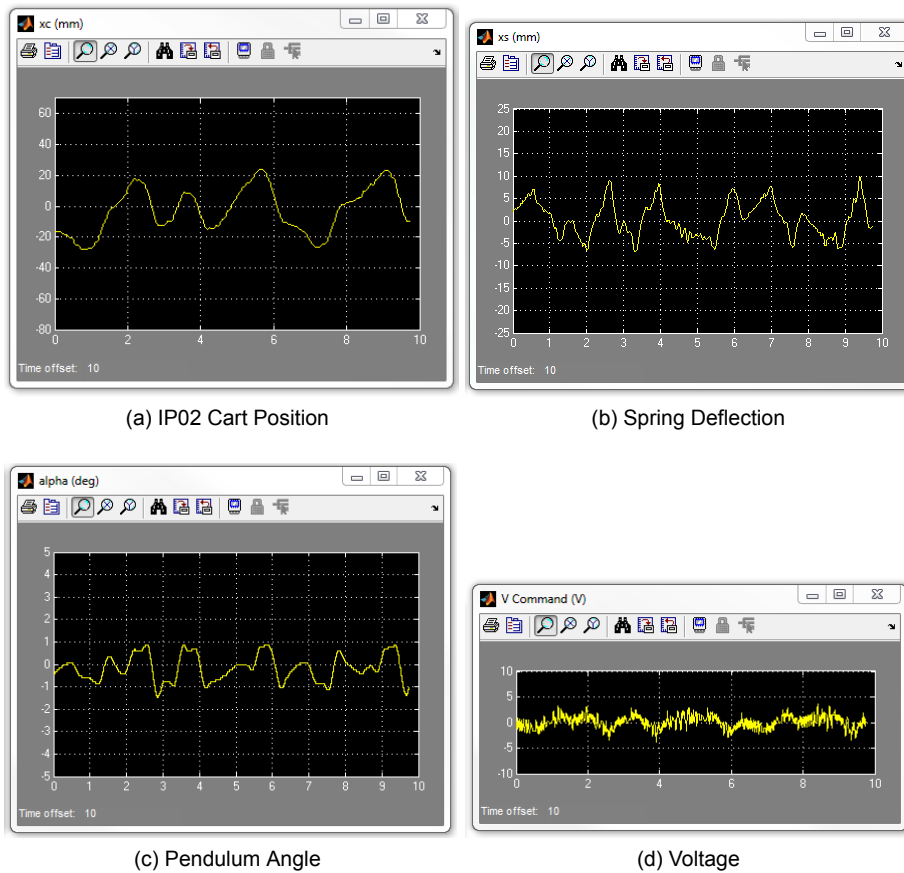 xc (mm)
60
40
20
0
-20
-40
-60
-80
0 2 4 6 8 10
Time offset: 10
(a) IP02 Cart Position
xs (mm)
25
20
15
10
5
0
-5
-10
-15
-20
-25
0 1 2 3 4 5 6 7 8 9 10
Time offset: 10
(b) Spring Deflection
alpha (deg)
5
4
3
2
1
0
-1
-2
-3
-4
-5
0 1 2 3 4 5 6 7 8 9 10
Time offset: 10
(c) Pendulum Angle
V Command (V)
10
5
0
-5
-10
0 2 4 6 8 10
Time offset: 10
(d) Voltage